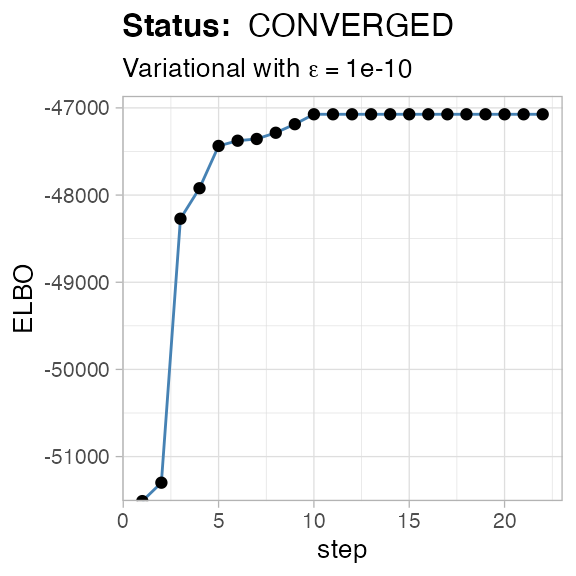 Status: CONVERGED
Variational with ε = 1e-10
-47000
-48000
-49000
-50000
-51000
ELBO
0 5 10 15 20
step